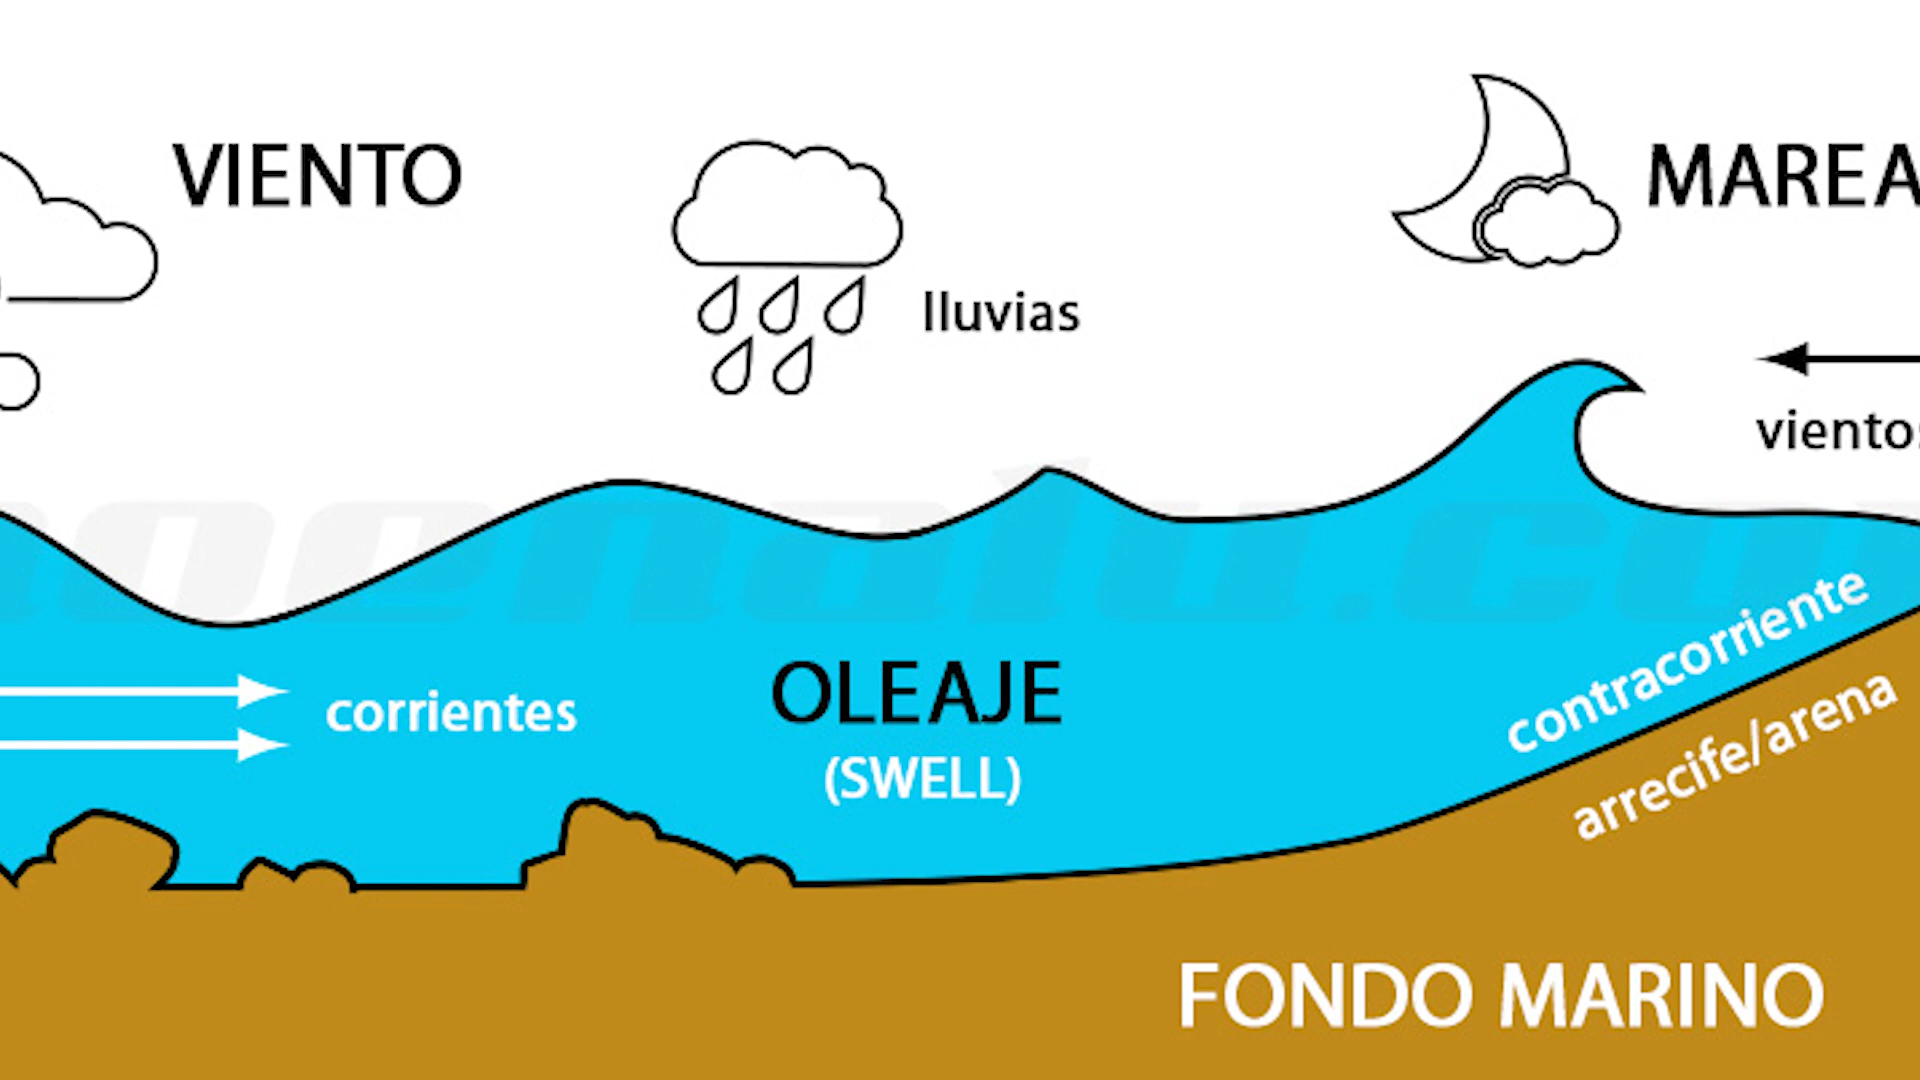 VIENTO
MAREA
lluvias
vientos
corrientes
OLEAJE
(SWELL)
contracorriente
arrecife/arena
FONDO MARINO